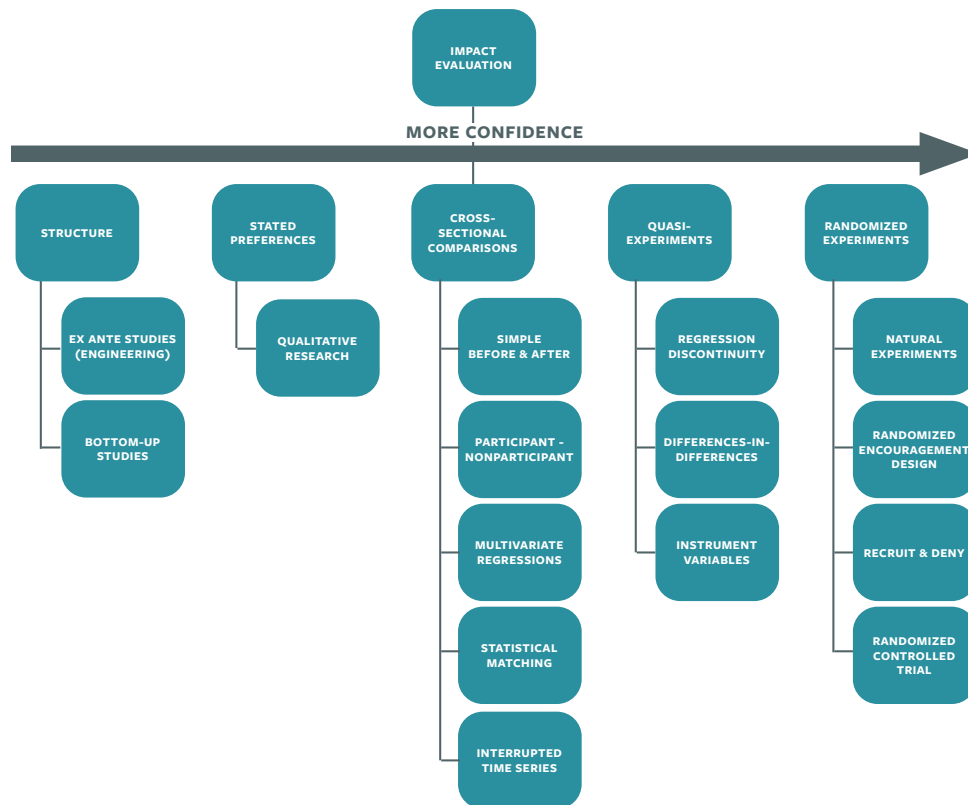 IMPACT
EVALUATION
MORE CONFIDENCE
STRUCTURE
EX ANTE STUDIES
(ENGINEERING)
BOTTOM-UP
STUDIES
STATED
PREFERENCES
QUALITATIVE
RESEARCH
CROSS-
SECTIONAL
COMPARISONS
SIMPLE
BEFORE & AFTER
PARTICIPANT -
NONPARTICIPANT
MULTIVARIATE
REGRESSIONS
STATISTICAL
MATCHING
INTERRUPTED
TIME SERIES
QUASI-
EXPERIMENTS
REGRESSION
DISCONTINUITY
DIFFERENCES-IN-
DIFFERENCES
INSTRUMENT
VARIABLES
RANDOMIZED
EXPERIMENTS
NATURAL
EXPERIMENTS
RANDOMIZED
ENCOURAGEMENT
DESIGN
RECRUIT & DENY
RANDOMIZED
CONTROLLED
TRIAL